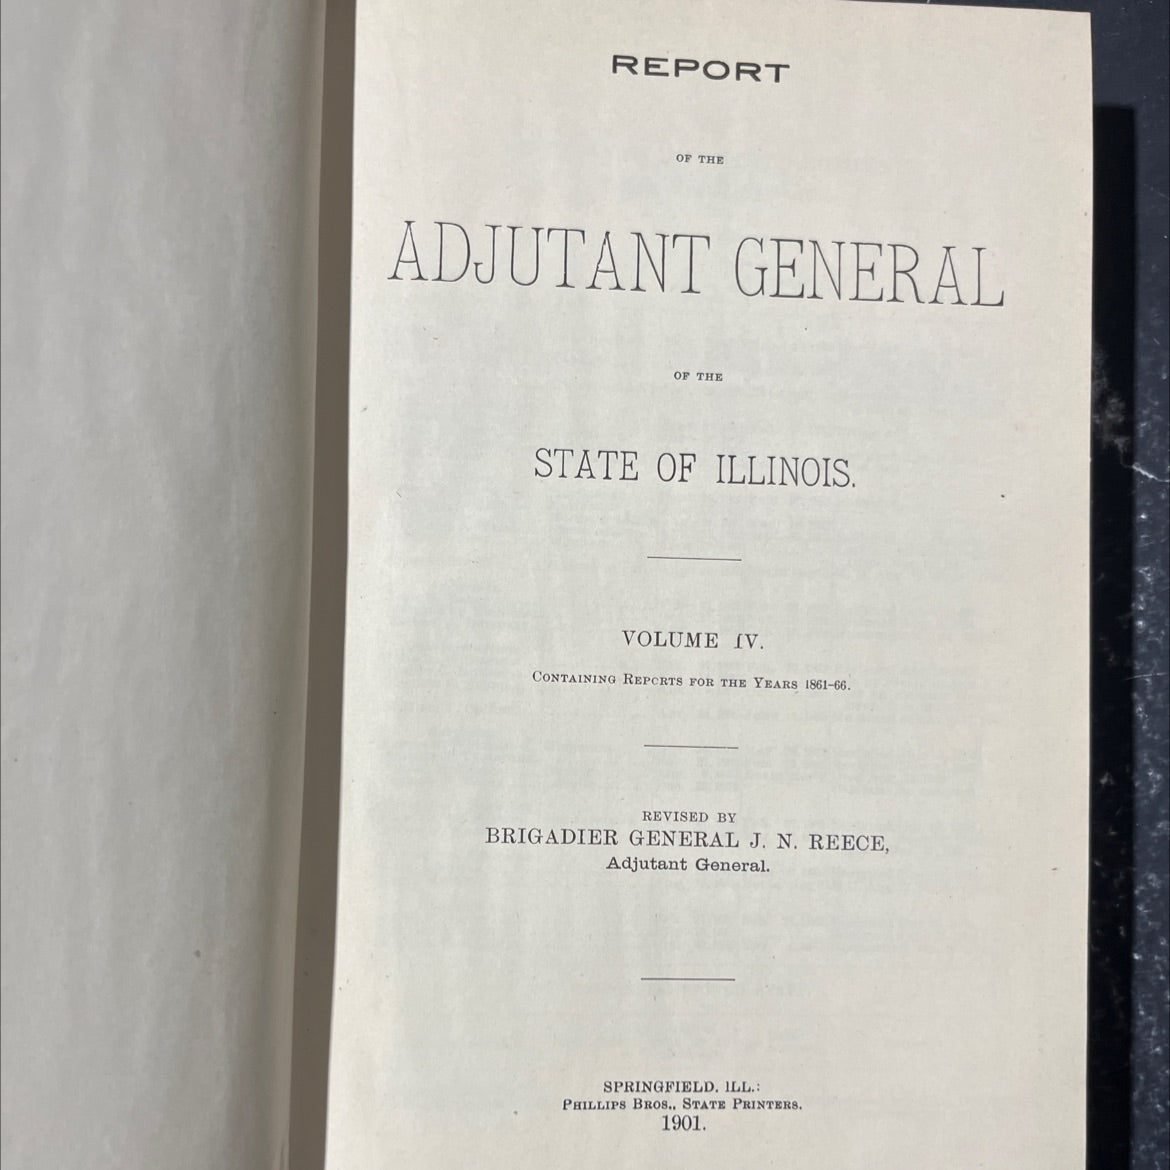 REPORT
OF THE
ADJUTANT GENERAL
OF THE
STATE OF ILLINOIS.
VOLUME IV.
CONTAINING REPORTS FOR THE YEARS 1861-66.
REVISED BY
BRIGADIER GENERAL J. N. REECE,
Adjutant General.
SPRINGFIELD, ILL.:
PHILLIPS BROS., STATE PRINTERS.
1901.